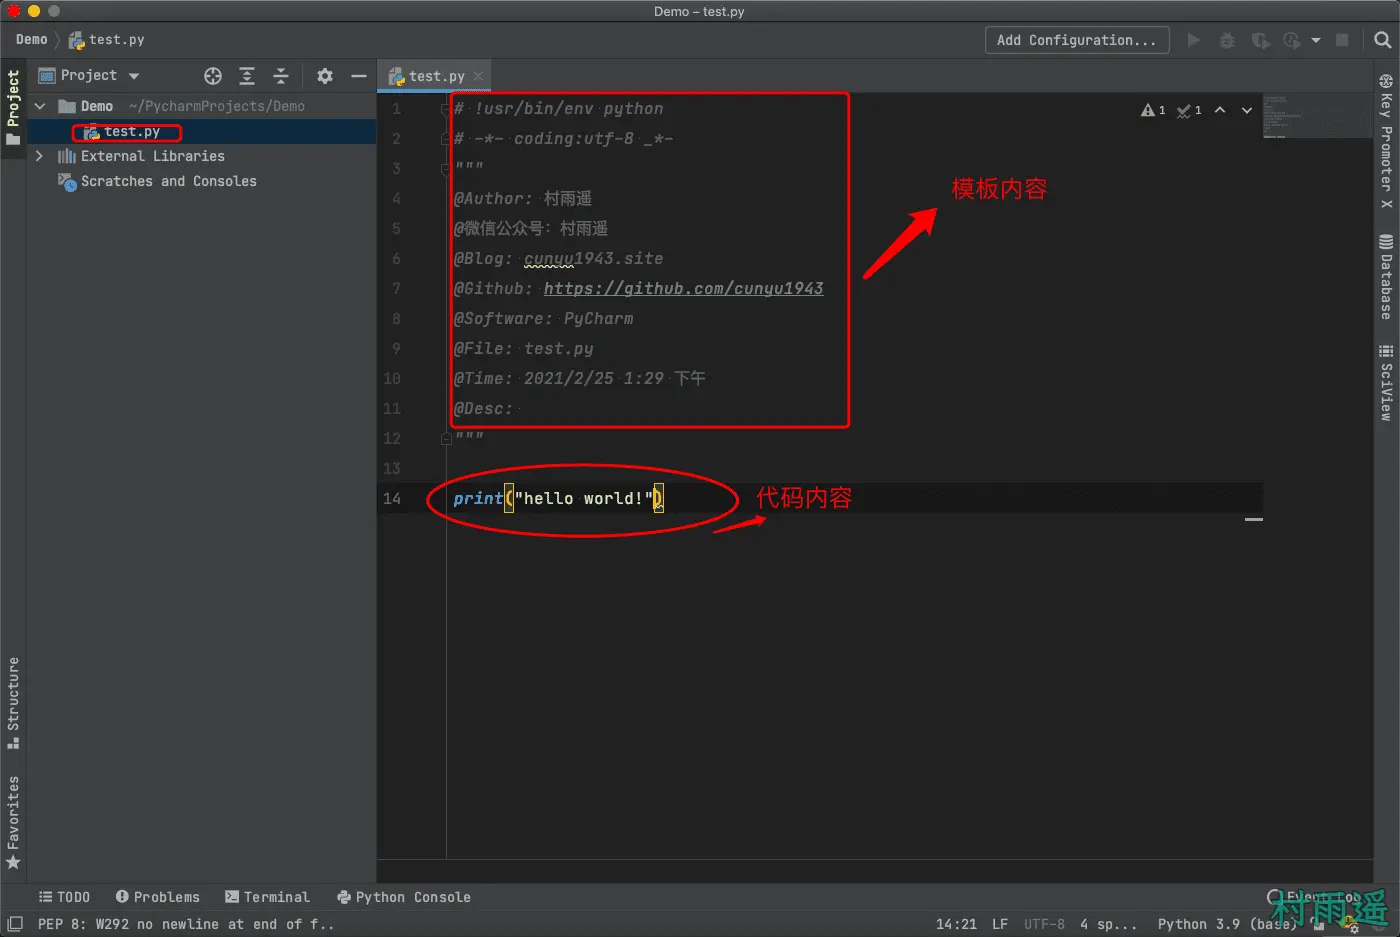 Demo – test.py
Demo
test.py
Add Configuration...
Project
Project
test.py
Demo ~/PycharmProjects/Demo
test.py
External Libraries
Scratches and Consoles
1 # !usr/bin/env python
2 # -*- coding:utf-8 _*-
3 """
4 @Author: 村雨遥
5 @微信公众号: 村雨遥
6 @Blog: cunyu1943.site
7 @Github: https://github.com/cunyu1943
8 @Software: PyCharm
9 @File: test.py
10 @Time: 2021/2/25 1:29 下午
11 @Desc:
12 """
13
14 print("hello world!")
1 1
模板内容
代码内容
Key Promoter X
Database
SciView
Structure
Favorites
TODO
Problems
Terminal
Python Console
Event Log
PEP 8: W292 no newline at end of f..
14:21 LF UTF-8 4 sp... Python 3.9 (base)
村雨遥